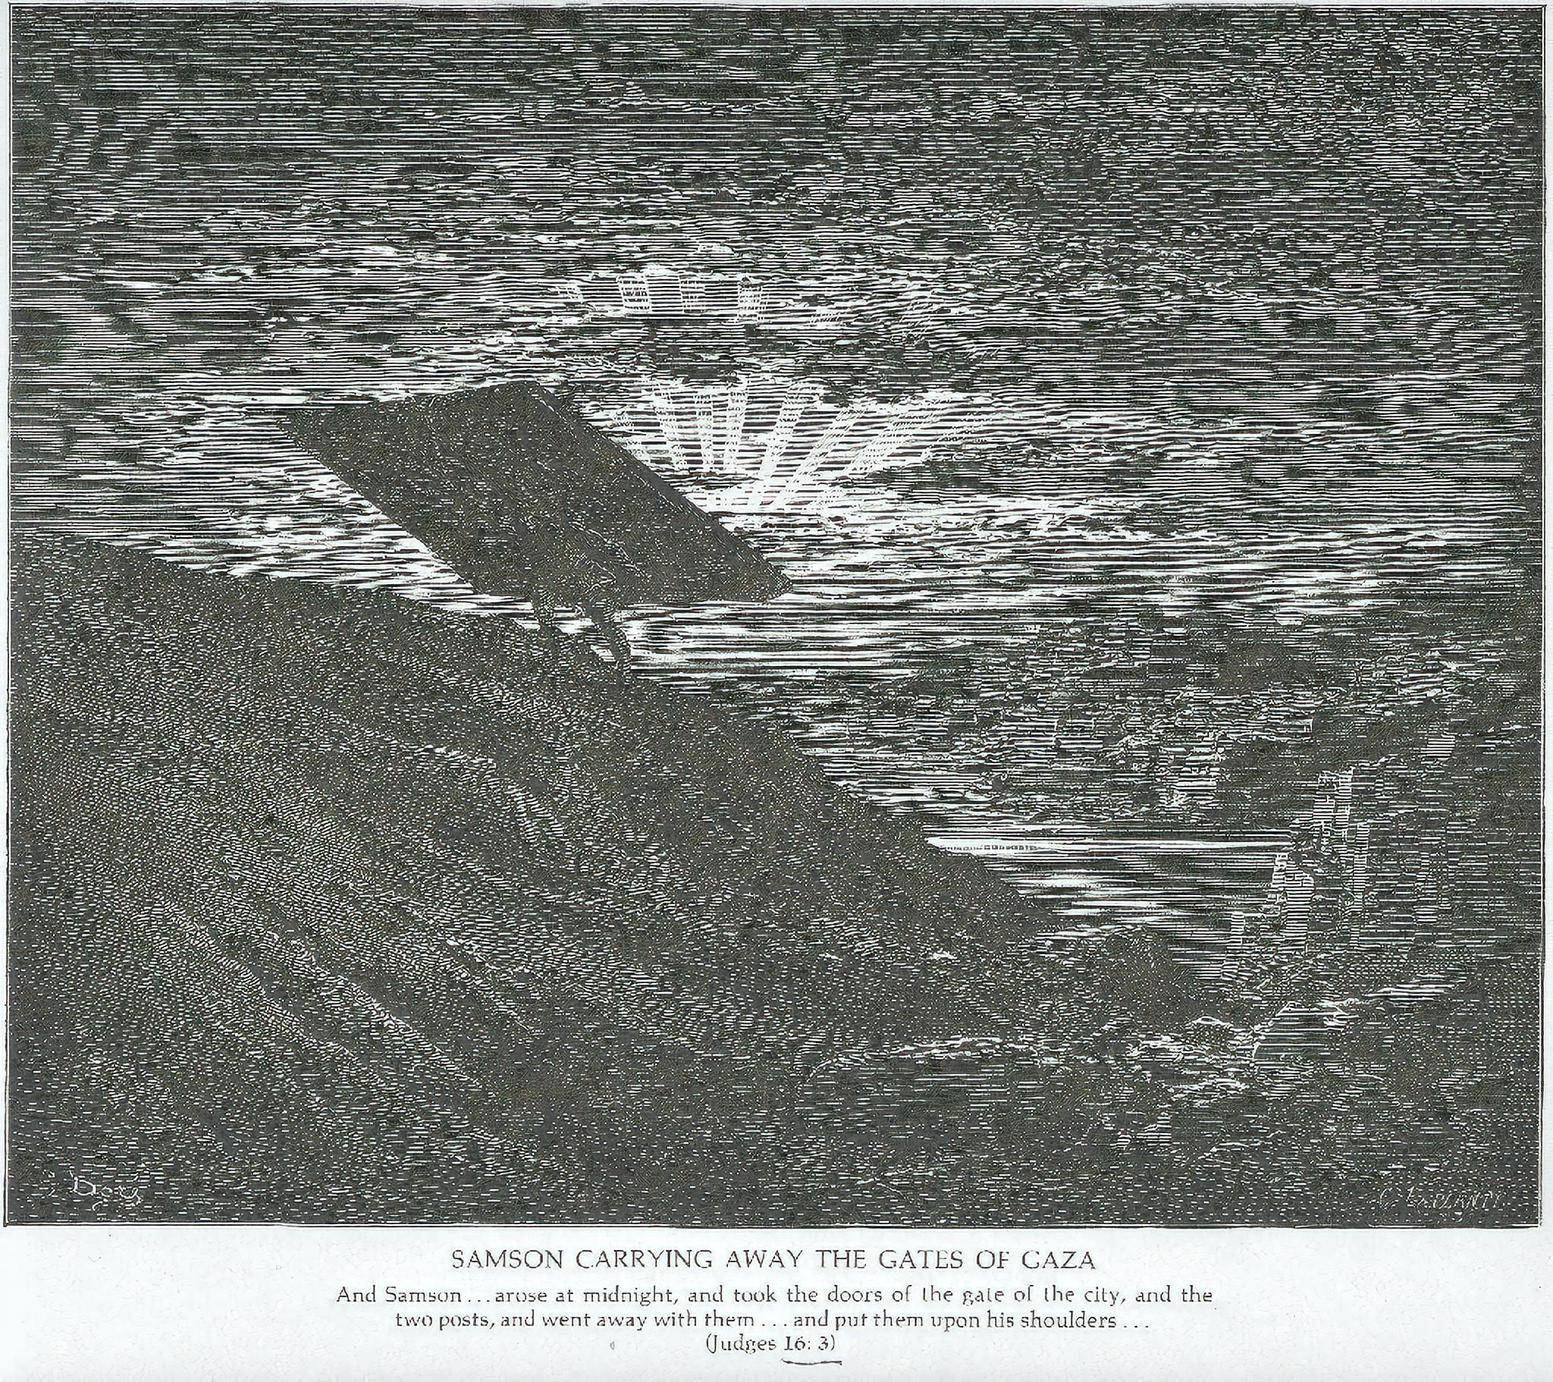 Doré
SAMSON CARRYING AWAY THE GATES OF GAZA
And Samson ... arose at midnight, and took the doors of the gate of the city, and the
two posts, and went away with them ... and put them upon his shoulders ...
(Judges 16: 3)